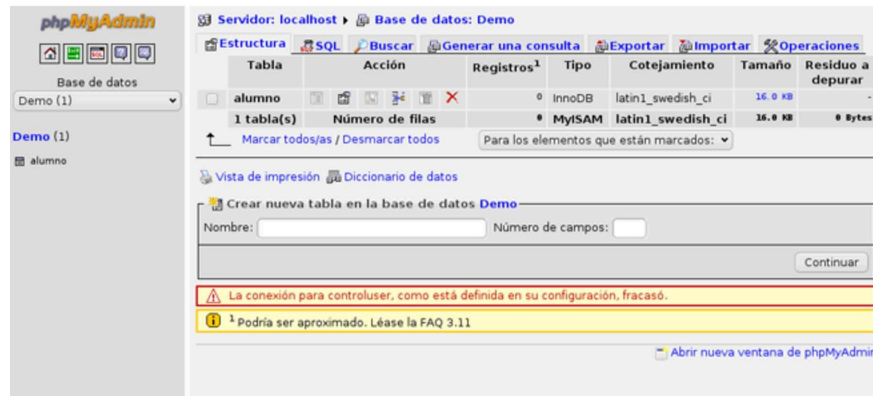 phpMyAdmin
Base de datos
Demo (1)
Demo (1)
alumno
Servidor: localhost Base de datos: Demo
Estructura SQL Buscar Generar una consulta Exportar Importar Operaciones
Tabla Acción Registros1 Tipo Cotejamiento Tamaño Residuo a depurar
alumno 0 InnoDB latin1_swedish_ci 16.0 KB -
1 tabla(s) Número de filas 0 MyISAM latin1_swedish_ci 16.0 KB 0 Bytes
Marcar todos/as / Desmarcar todos Para los elementos que están marcados:
Vista de impresión Diccionario de datos
Crear nueva tabla en la base de datos Demo
Nombre: Número de campos:
Continuar
La conexión para controluser, como está definida en su configuración, fracasó.
1 Podría ser aproximado. Léase la FAQ 3.11
Abrir nueva ventana de phpMyAdmin